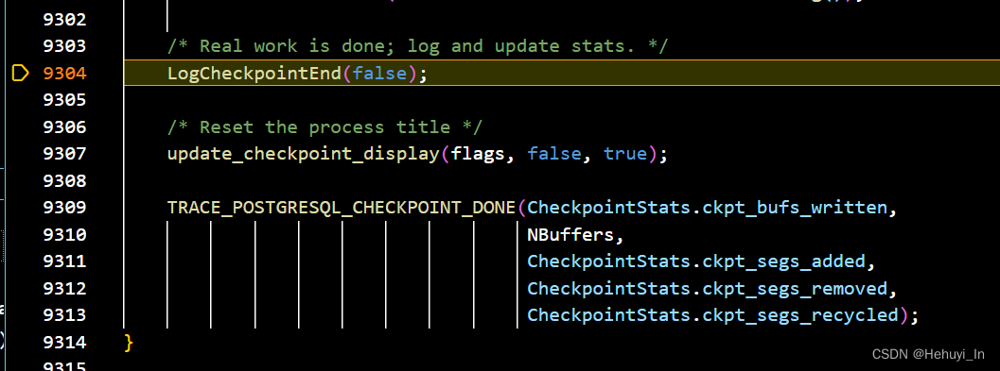 9302
9303 /* Real work is done; log and update stats. */
9304 LogCheckpointEnd(false);
9305
9306 /* Reset the process title */
9307 update_checkpoint_display(flags, false, true);
9308
9309 TRACE_POSTGRESQL_CHECKPOINT_DONE(CheckpointStats.ckpt_bufs_written,
9310 NBuffers,
9311 CheckpointStats.ckpt_segs_added,
9312 CheckpointStats.ckpt_segs_removed,
9313 CheckpointStats.ckpt_segs_recycled);
9314 }
9315
CSDN @Hehuyi_In